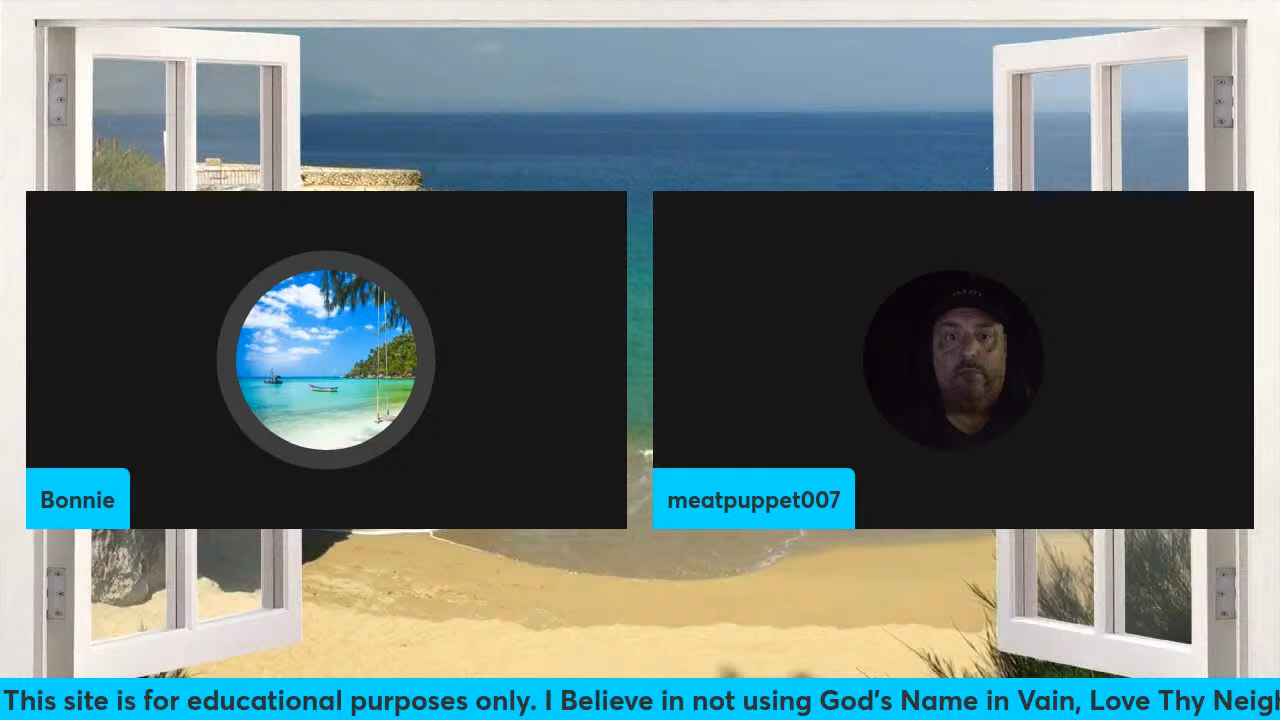 Bonnie
meatpuppet007
This site is for educational purposes only. I Believe in not using God's Name in Vain, Love Thy